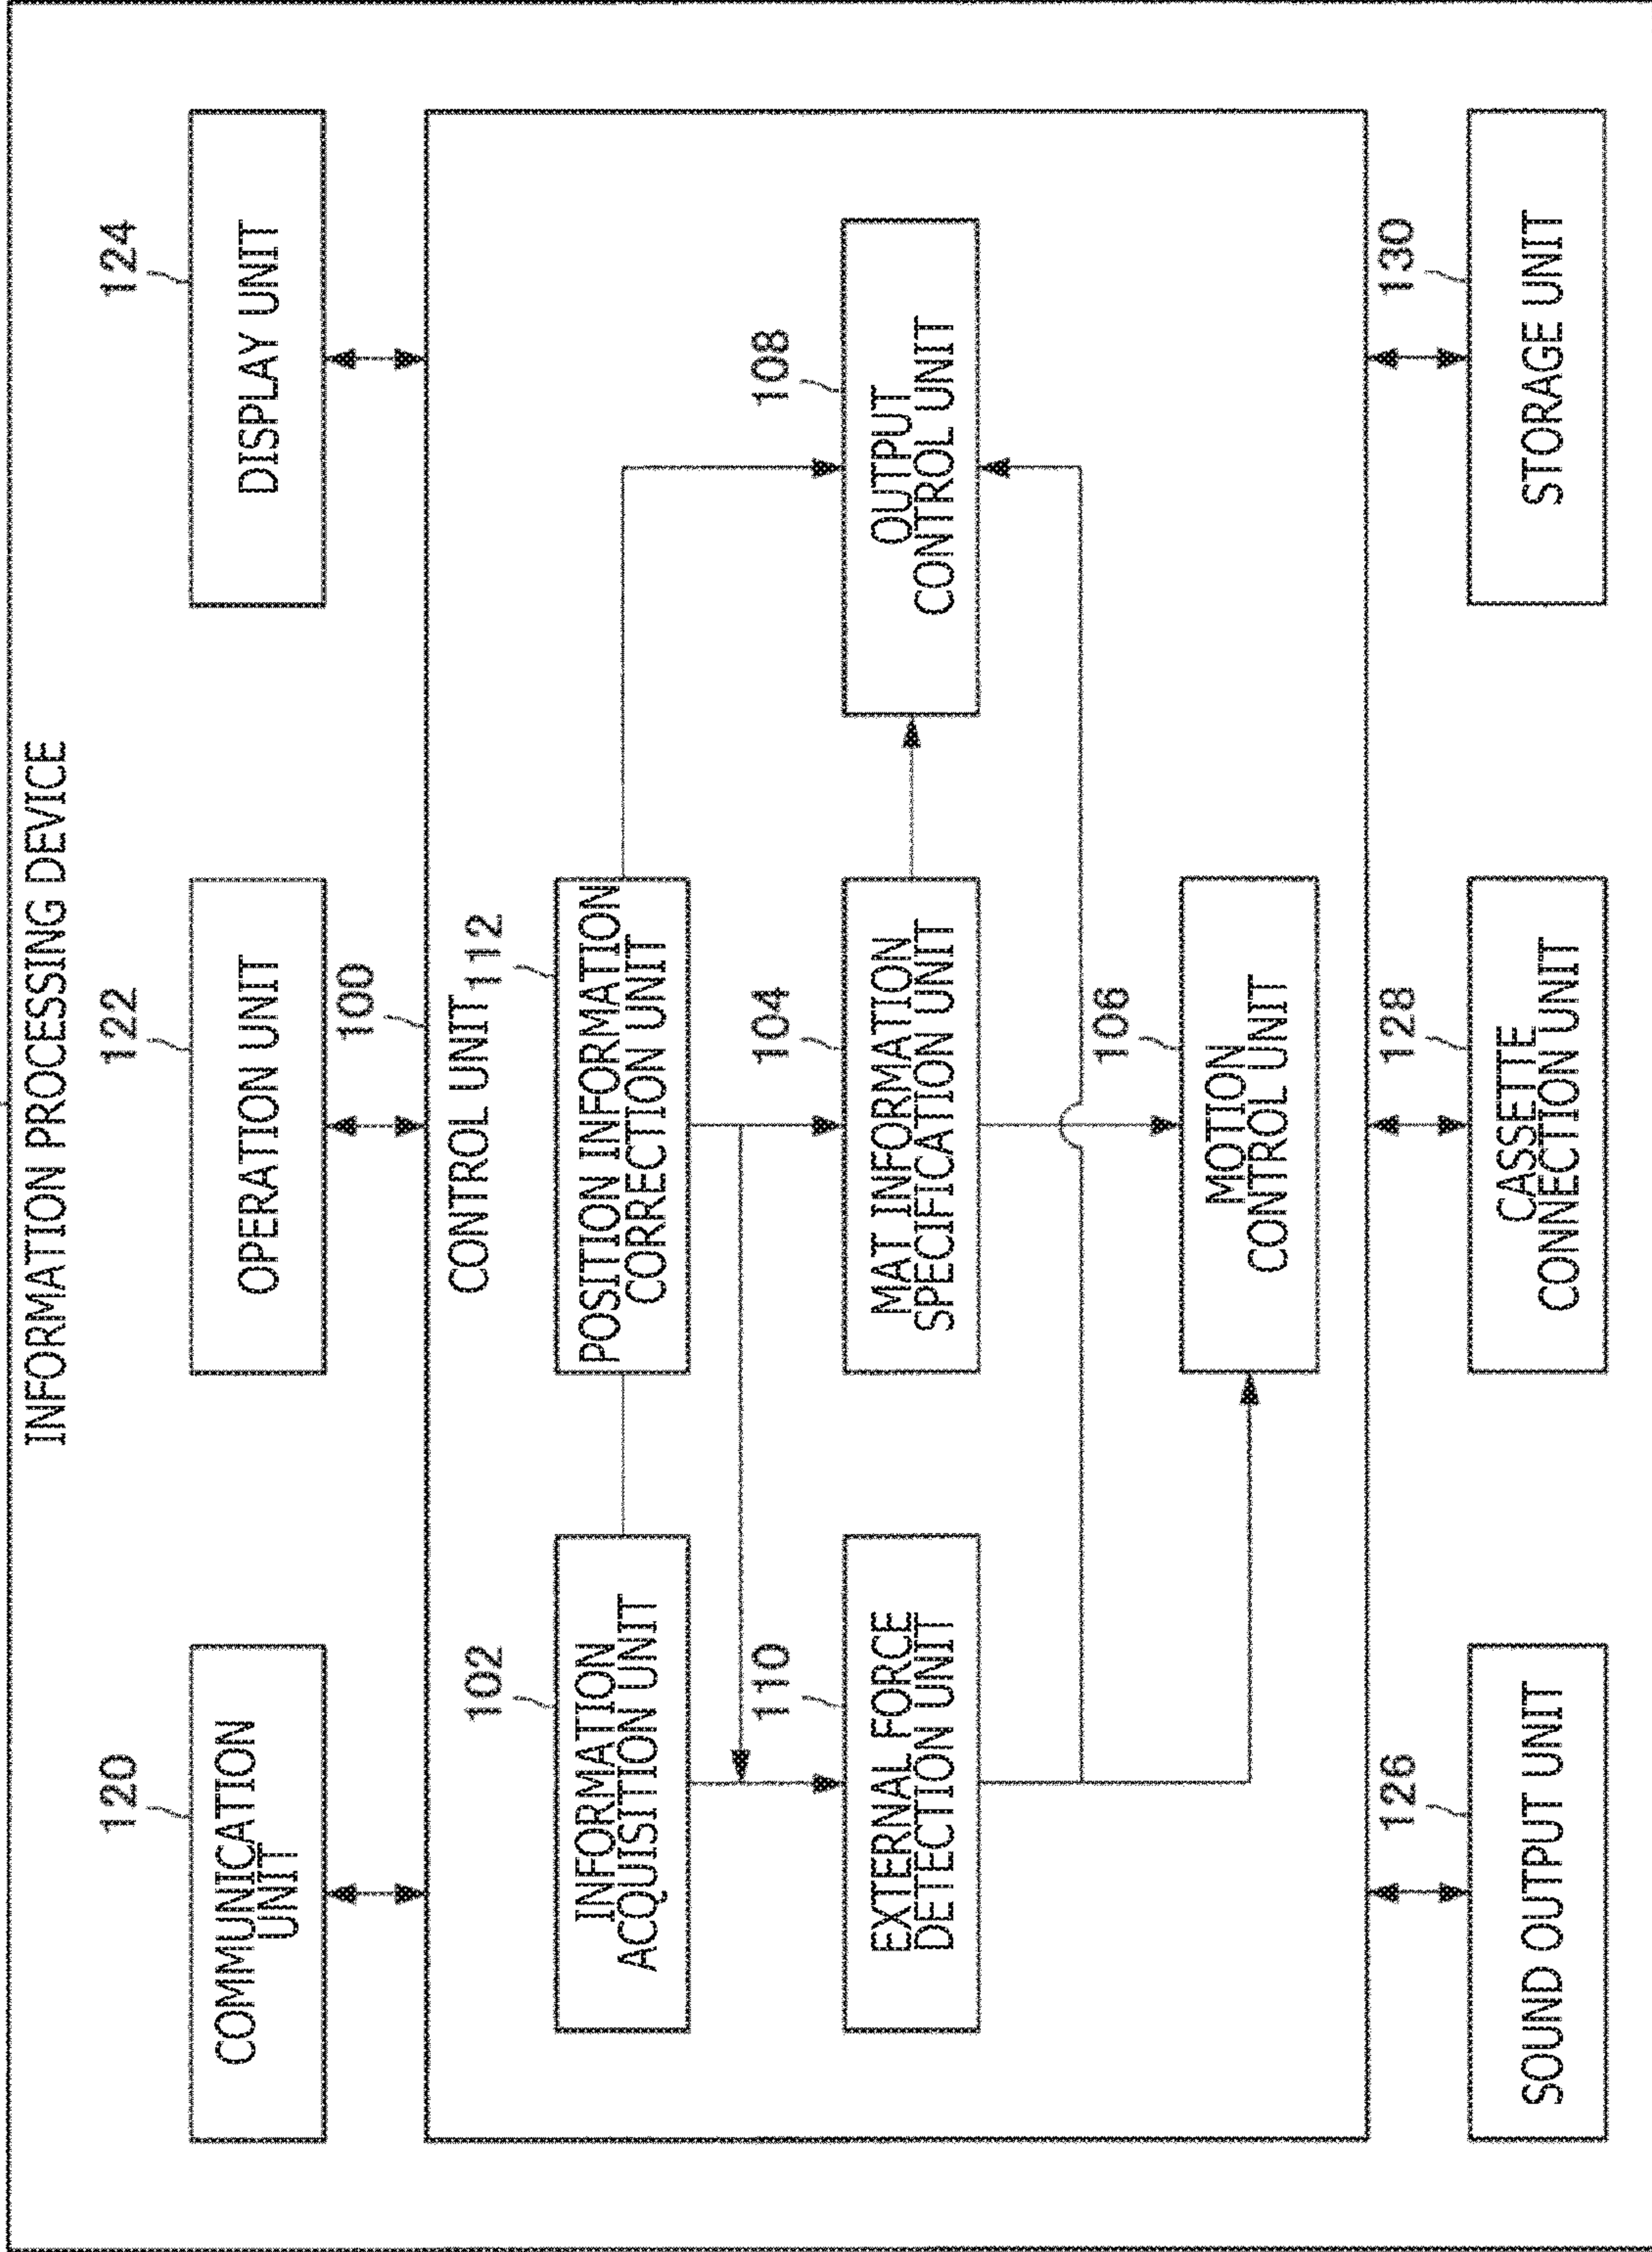 INFORMATION PROCESSING DEVICE
120
122
124
COMMUNICATION
UNIT
OPERATION UNIT
DISPLAY UNIT
100
CONTROL UNIT
102
112
INFORMATION
ACQUISITION UNIT
POSITION INFORMATION
CORRECTION UNIT
110
104
108
EXTERNAL FORCE
DETECTION UNIT
MAT INFORMATION
SPECIFICATION UNIT
OUTPUT
CONTROL UNIT
106
MOTION
CONTROL UNIT
126
128
130
SOUND OUTPUT UNIT
CASSETTE
CONNECTION UNIT
STORAGE UNIT